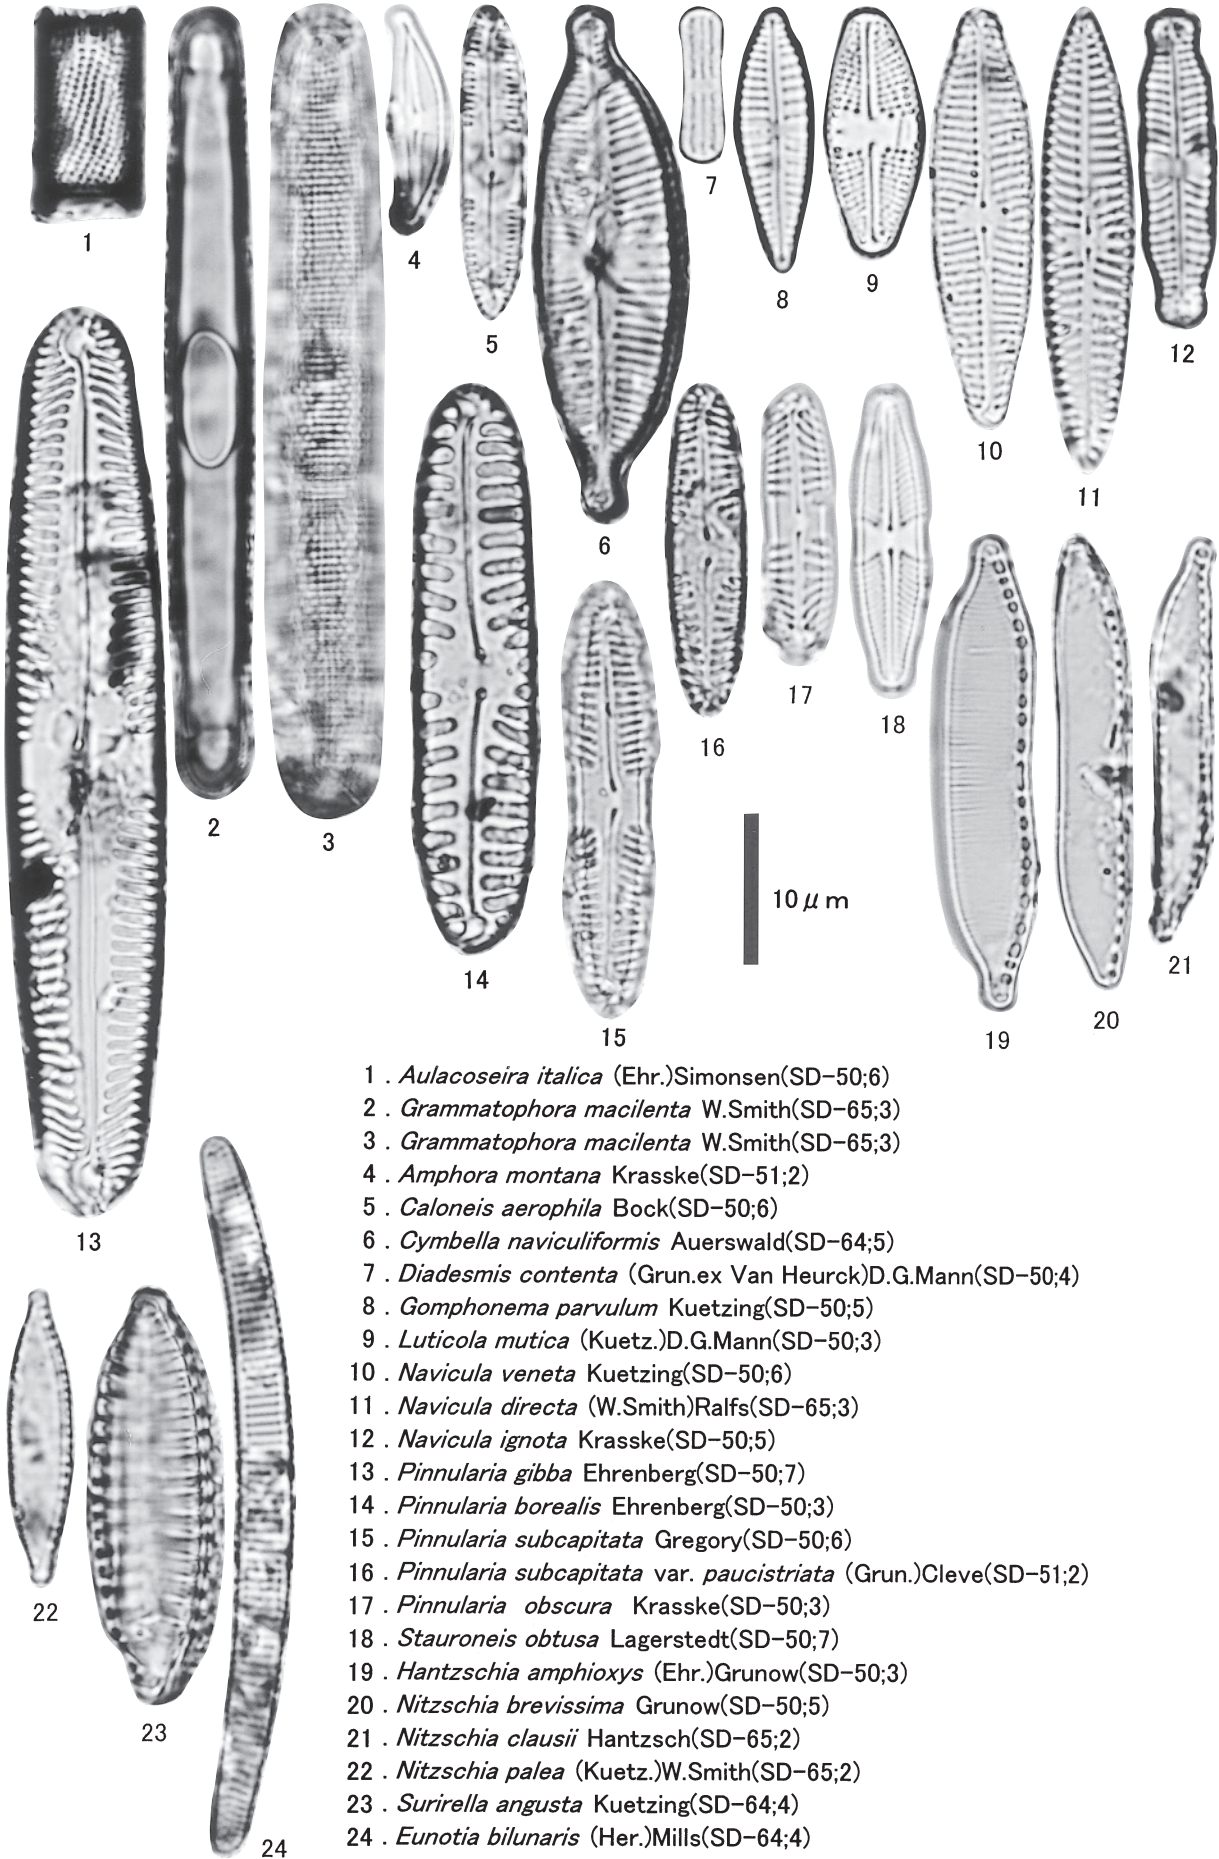 1
2
3
4
5
6
7
8
9
10
11
12
13
14
15
16
17
18
19
20
21
22
23
24
10μm
1 . Aulacoseira italica (Ehr.)Simonsen(SD-50;6)
2 . Grammatophora macilenta W.Smith(SD-65;3)
3 . Grammatophora macilenta W.Smith(SD-65;3)
4 . Amphora montana Krasske(SD-51;2)
5 . Caloneis aerophila Bock(SD-50;6)
6 . Cymbella naviculiformis Auerswald(SD-64;5)
7 . Diadesmis contenta (Grun.ex Van Heurck)D.G.Mann(SD-50;4)
8 . Gomphonema parvulum Kuetzing(SD-50;5)
9 . Luticola mutica (Kuetz.)D.G.Mann(SD-50;3)
10 . Navicula veneta Kuetzing(SD-50;6)
11 . Navicula directa (W.Smith)Ralfs(SD-65;3)
12 . Navicula ignota Krasske(SD-50;5)
13 . Pinnularia gibba Ehrenberg(SD-50;7)
14 . Pinnularia borealis Ehrenberg(SD-50;3)
15 . Pinnularia subcapitata Gregory(SD-50;6)
16 . Pinnularia subcapitata var. paucistriata (Grun.)Cleve(SD-51;2)
17 . Pinnularia obscura Krasske(SD-50;3)
18 . Stauroneis obtusa Lagerstedt(SD-50;7)
19 . Hantzschia amphioxys (Ehr.)Grunow(SD-50;3)
20 . Nitzschia brevissima Grunow(SD-50;5)
21 . Nitzschia clausii Hantzsch(SD-65;2)
22 . Nitzschia palea (Kuetz.)W.Smith(SD-65;2)
23 . Surirella angusta Kuetzing(SD-64;4)
24 . Eunotia bilunaris (Her.)Mills(SD-64;4)